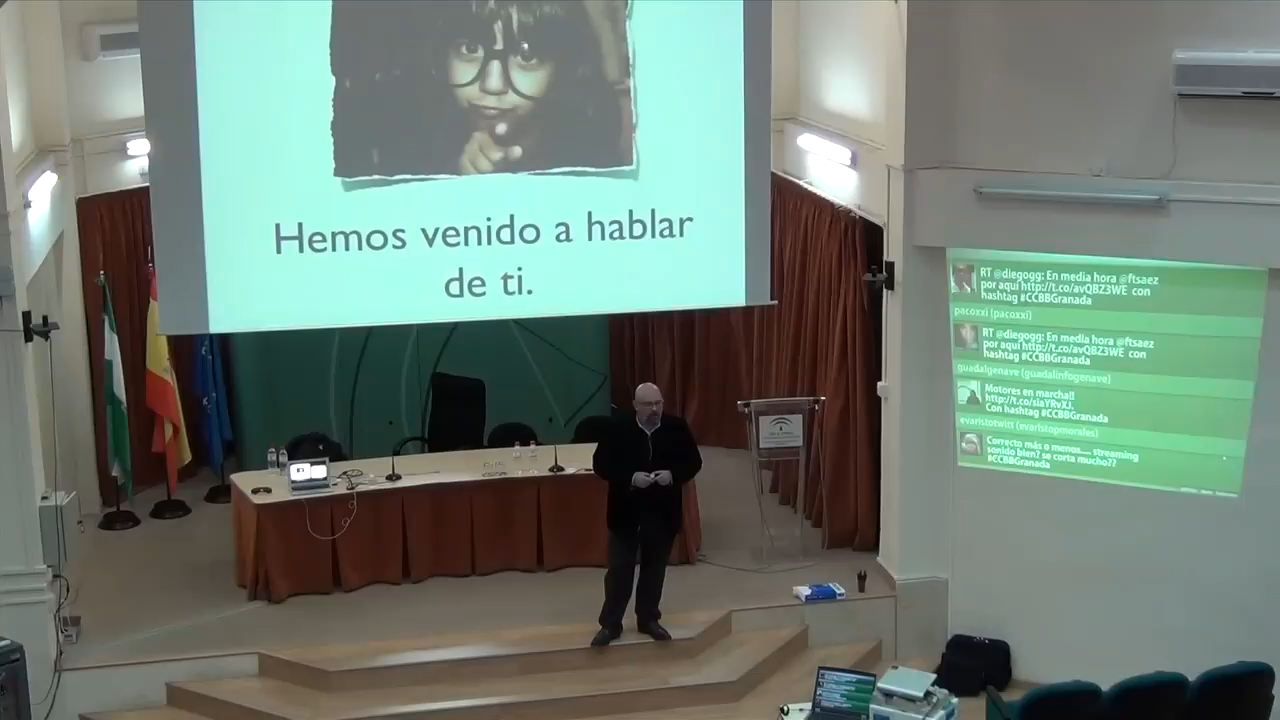 Hemos venido a hablar
de ti.
RT @diegogg: En media hora @ftsaez
por aquí http://t.co/avQBZ3WE con
hashtag #CCBBGranada
pacoxxi (pacoxxi)
RT @diegogg: En media hora @ftsaez
por aquí http://t.co/avQBZ3WE con
hashtag #CCBBGranada
guadalgenave (guadalinfogenave)
Motores en marcha!!
http://t.co/siaYRvXJ.
Con hashtag #CCBBGranada
evaristotwitt (evaristopmorales)
Correcto más o menos.... streaming
sonido bien? se corta mucho??
#CCBBGranada